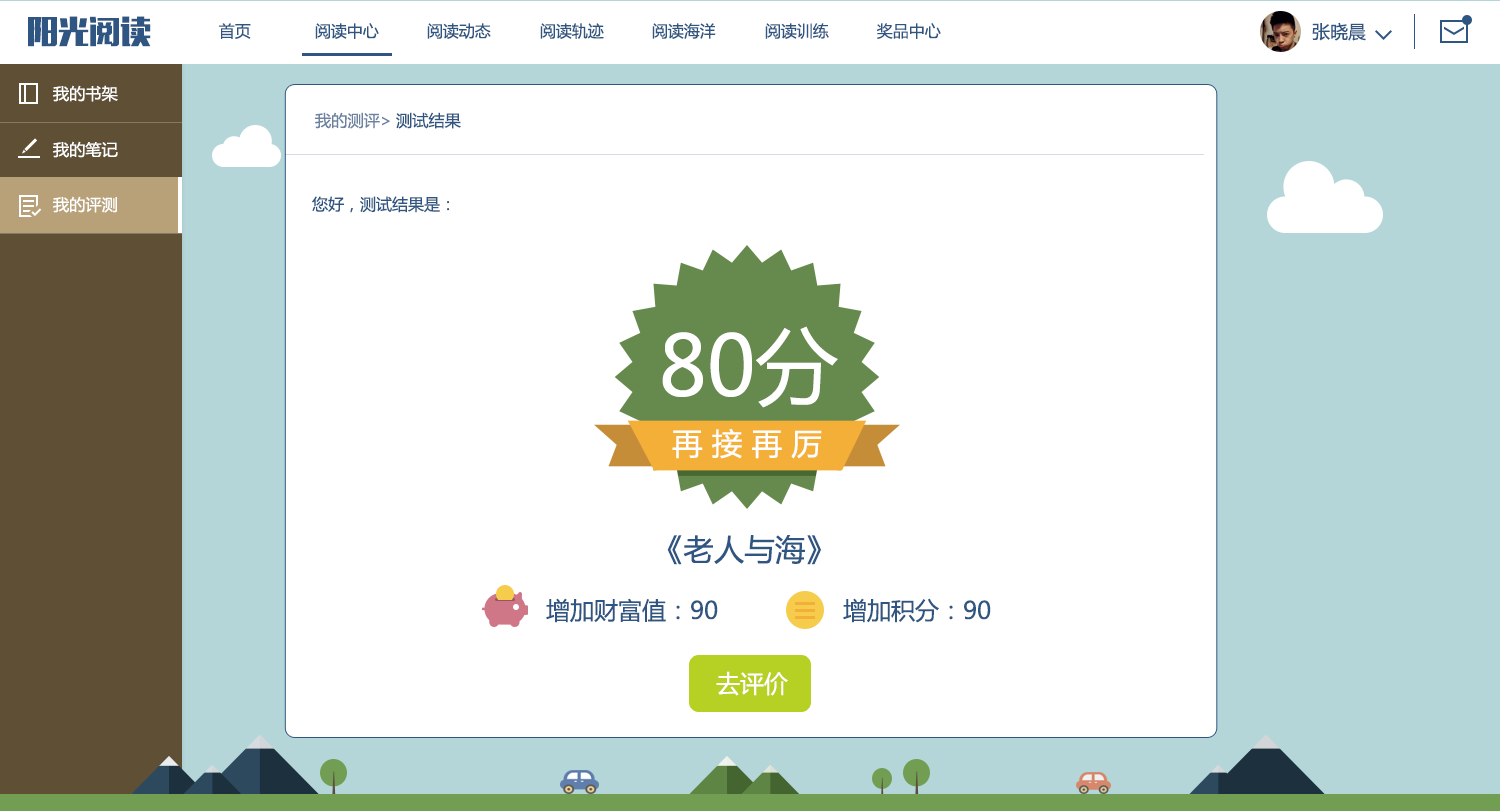 阳光阅读
首页 阅读中心 阅读动态 阅读轨迹 阅读海洋 阅读训练 奖品中心 张晓晨
我的书架
我的笔记
我的评测
我的测评> 测试结果
您好，测试结果是：
80分
再接再厉
《老人与海》
增加财富值：90 增加积分：90
去评价